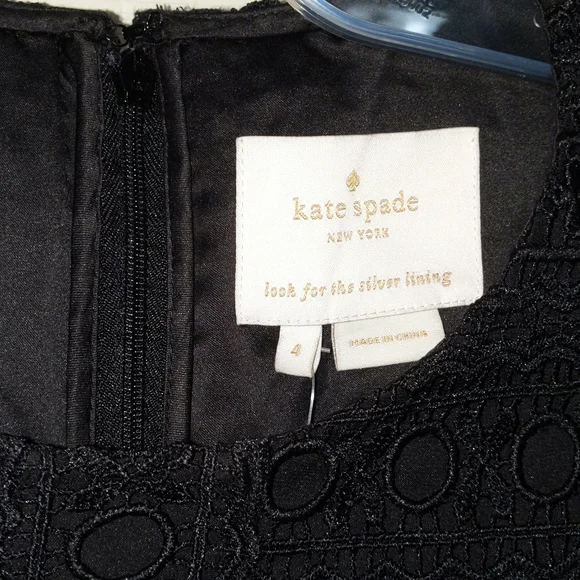 kate spade
NEW YORK
look for the silver lining
4
MADE IN CHINA